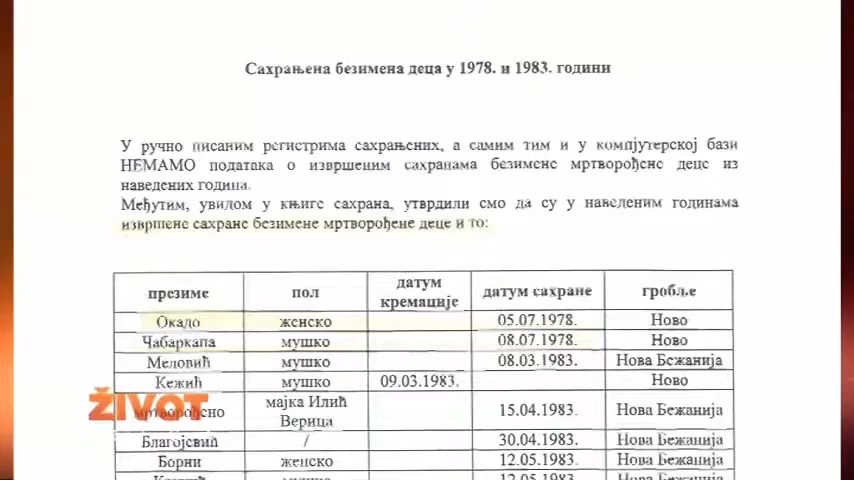 Сахрањена безимена деца у 1978. и 1983. години
У ручно писаним регистрима сахрањених, а самим тим и у компјутерској бази
НЕМАМО података о извршеним сахранама безимене мртворођене деце из
наведених година.
Међутим, увидом у књиге сахрана, утврдили смо да су у наведеним годинама
извршене сахране безимене мртворођене деце и то:
презиме пол датум кремације датум сахране гробље
Окадо женско 05.07.1978. Ново
Чабаркапа мушко 08.07.1978. Ново
Меловић мушко 08.03.1983. Нова Бежанија
Кежић мушко 09.03.1983. Ново
мртворођено мајка Илић Верица 15.04.1983. Нова Бежанија
Благојевић / 30.04.1983. Нова Бежанија
Борни женско 12.05.1983. Нова Бежанија
ŽIVOT